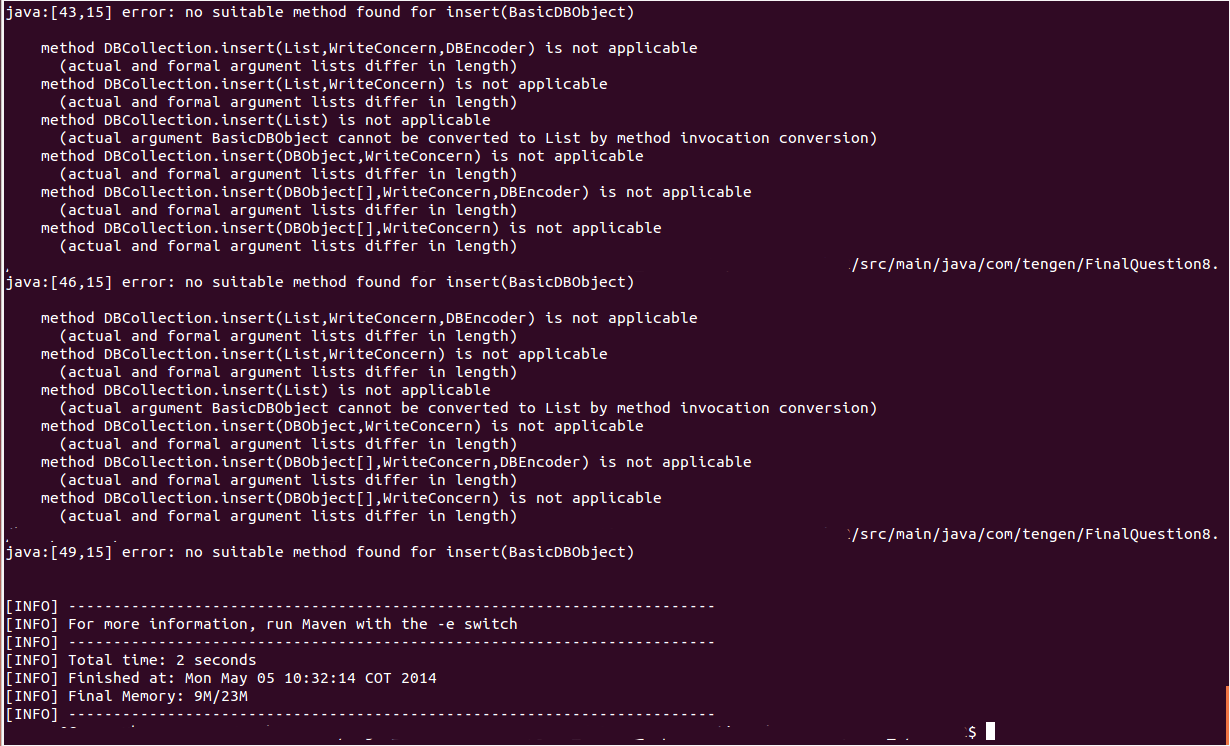 java:[43,15] error: no suitable method found for insert(BasicDBObject)
method DBCollection.insert(List,WriteConcern,DBEncoder) is not applicable
(actual and formal argument lists differ in length)
method DBCollection.insert(List,WriteConcern) is not applicable
(actual and formal argument lists differ in length)
method DBCollection.insert(List) is not applicable
(actual argument BasicDBObject cannot be converted to List by method invocation conversion)
method DBCollection.insert(DBObject,WriteConcern) is not applicable
(actual and formal argument lists differ in length)
method DBCollection.insert(DBObject[],WriteConcern,DBEncoder) is not applicable
(actual and formal argument lists differ in length)
method DBCollection.insert(DBObject[],WriteConcern) is not applicable
(actual and formal argument lists differ in length)
/src/main/java/com/tengen/FinalQuestion8.
java:[46,15] error: no suitable method found for insert(BasicDBObject)
method DBCollection.insert(List,WriteConcern,DBEncoder) is not applicable
(actual and formal argument lists differ in length)
method DBCollection.insert(List,WriteConcern) is not applicable
(actual and formal argument lists differ in length)
method DBCollection.insert(List) is not applicable
(actual argument BasicDBObject cannot be converted to List by method invocation conversion)
method DBCollection.insert(DBObject,WriteConcern) is not applicable
(actual and formal argument lists differ in length)
method DBCollection.insert(DBObject[],WriteConcern,DBEncoder) is not applicable
(actual and formal argument lists differ in length)
method DBCollection.insert(DBObject[],WriteConcern) is not applicable
(actual and formal argument lists differ in length)
/src/main/java/com/tengen/FinalQuestion8.
java:[49,15] error: no suitable method found for insert(BasicDBObject)
[INFO] ------------------------------------------------------------------------
[INFO] For more information, run Maven with the -e switch
[INFO] ------------------------------------------------------------------------
[INFO] Total time: 2 seconds
[INFO] Finished at: Mon May 05 10:32:14 COT 2014
[INFO] Final Memory: 9M/23M
[INFO] ------------------------------------------------------------------------
$